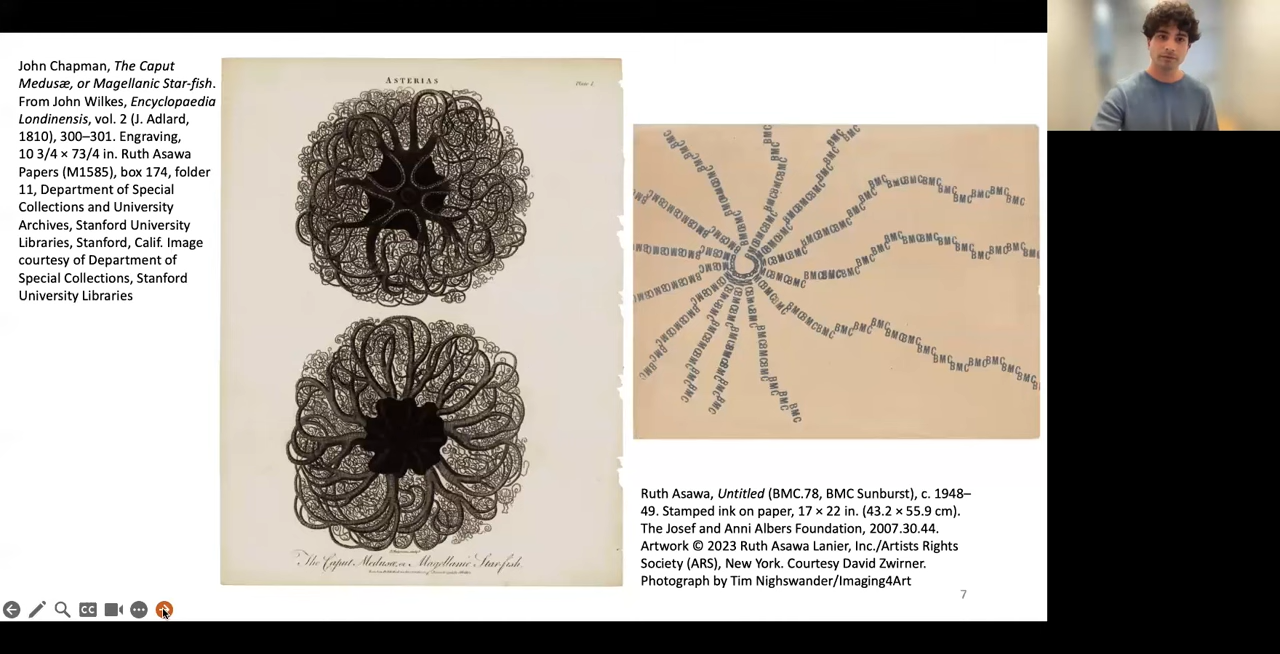 John Chapman, The Caput
Medusæ, or Magellanic Star-fish.
From John Wilkes, Encyclopaedia
Londinensis, vol. 2 (J. Adlard,
1810), 300–301. Engraving,
10 3/4 × 73/4 in. Ruth Asawa
Papers (M1585), box 174, folder
11, Department of Special
Collections and University
Archives, Stanford University
Libraries, Stanford, Calif. Image
courtesy of Department of
Special Collections, Stanford
University Libraries
ASTERIAS
Plate I.
The Caput Medusæ, or Magellanic Star-fish.
BMC
Ruth Asawa, Untitled (BMC.78, BMC Sunburst), c. 1948–
49. Stamped ink on paper, 17 × 22 in. (43.2 × 55.9 cm).
The Josef and Anni Albers Foundation, 2007.30.44.
Artwork © 2023 Ruth Asawa Lanier, Inc./Artists Rights
Society (ARS), New York. Courtesy David Zwirner.
Photograph by Tim Nighswander/Imaging4Art
7
CC